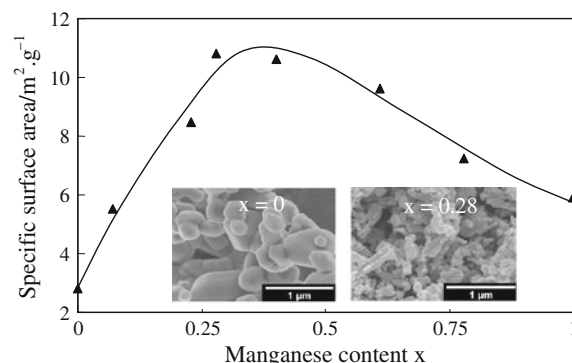 12
10
8
6
4
2
Specific surface area/m².g⁻¹
x = 0
x = 0.28
1 µm
1 µm
0
0.25
0.5
0.75
1
Manganese content x